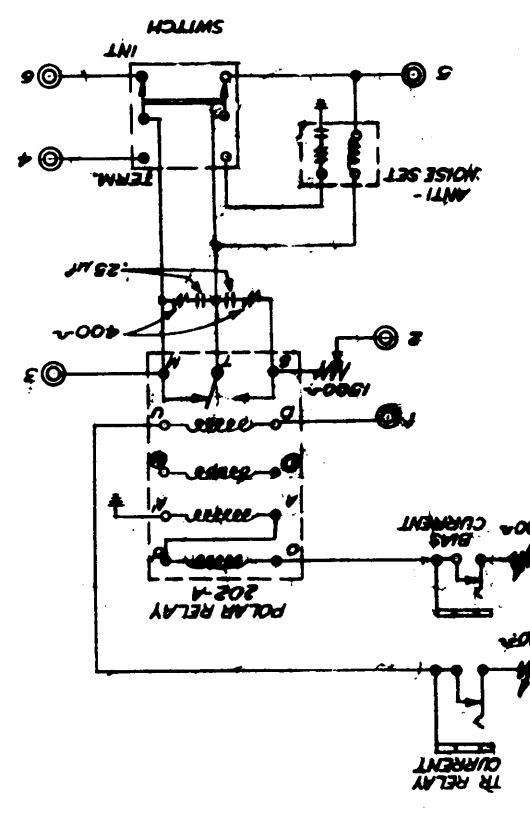 TR RELAY
CURRENT
POLAR RELAY
202-A
BIAS
CURRENT
A
A'
D
U
1
1500~
S
T
M
3
2
400~
.25 µf
ANTI-
NOISE SET
TERM.
4
5
6
INT
SWITCH